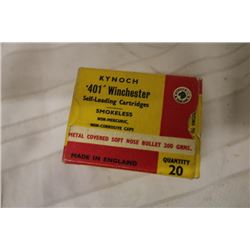 KYNOCH
'401' Winchester
Self-Loading Cartridges
SMOKELESS
NON-MERCURIC,
NON-CORROSIVE CAPS
METAL COVERED SOFT NOSE BULLET 200 GRNS.
MADE IN ENGLAND
QUANTITY
20